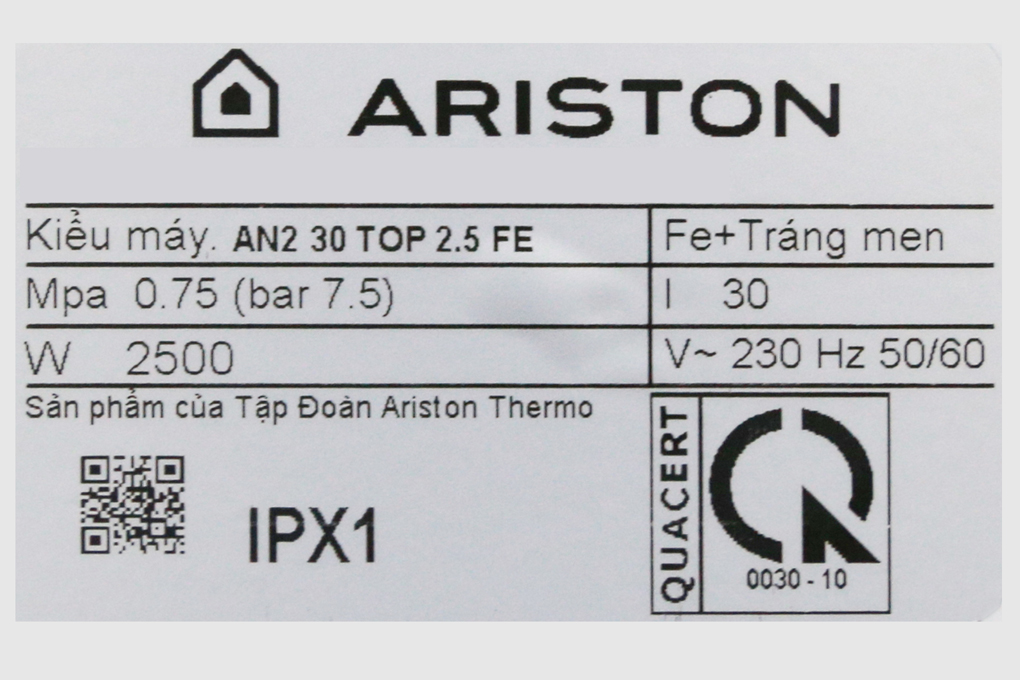 ARISTON
Kiểu máy. AN2 30 TOP 2.5 FE
Fe+Tráng men
Mpa 0.75 (bar 7.5)
l 30
W 2500
V~ 230 Hz 50/60
Sản phẩm của Tập Đoàn Ariston Thermo
IPX1
QUACERT
0030 - 10